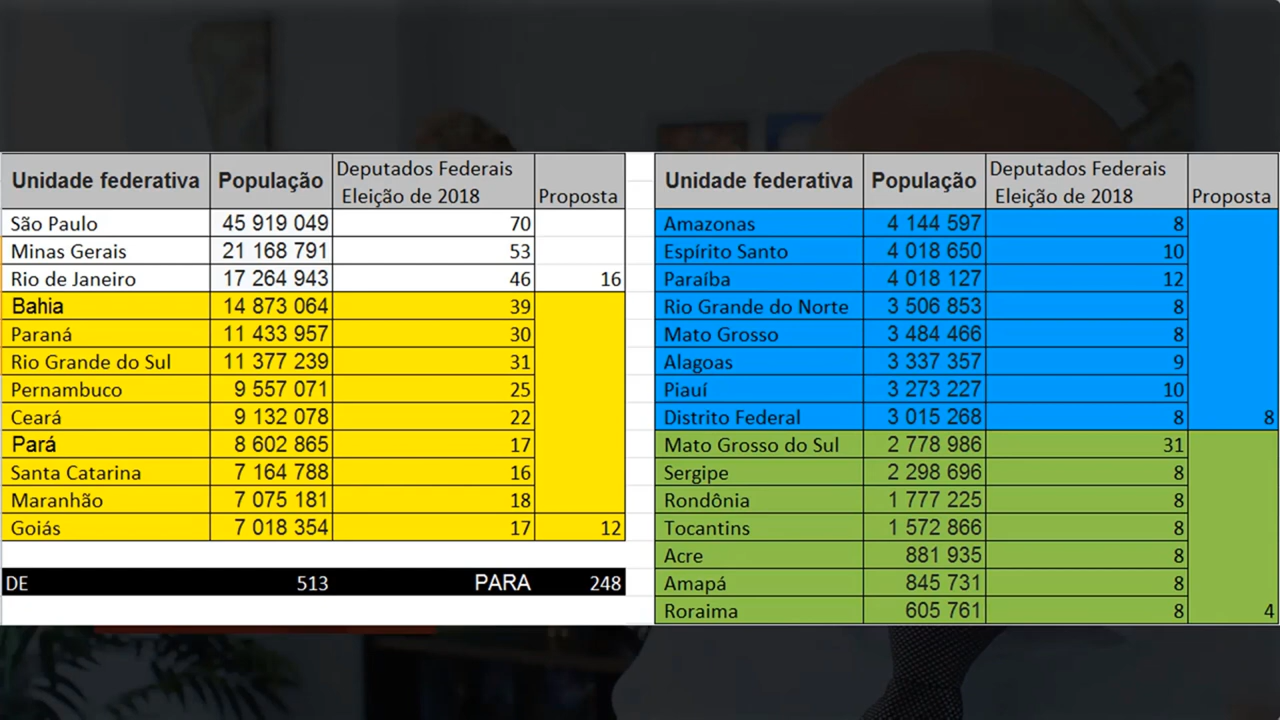 Unidade federativa População Deputados Federais Eleição de 2018 Proposta
São Paulo 45 919 049 70
Minas Gerais 21 168 791 53
Rio de Janeiro 17 264 943 46 16
Bahia 14 873 064 39
Paraná 11 433 957 30
Rio Grande do Sul 11 377 239 31
Pernambuco 9 557 071 25
Ceará 9 132 078 22
Pará 8 602 865 17
Santa Catarina 7 164 788 16
Maranhão 7 075 181 18
Goiás 7 018 354 17 12
DE 513 PARA 248
Unidade federativa População Deputados Federais Eleição de 2018 Proposta
Amazonas 4 144 597 8
Espírito Santo 4 018 650 10
Paraíba 4 018 127 12
Rio Grande do Norte 3 506 853 8
Mato Grosso 3 484 466 8
Alagoas 3 337 357 9
Piauí 3 273 227 10
Distrito Federal 3 015 268 8 8
Mato Grosso do Sul 2 778 986 31
Sergipe 2 298 696 8
Rondônia 1 777 225 8
Tocantins 1 572 866 8
Acre 881 935 8
Amapá 845 731 8
Roraima 605 761 8 4